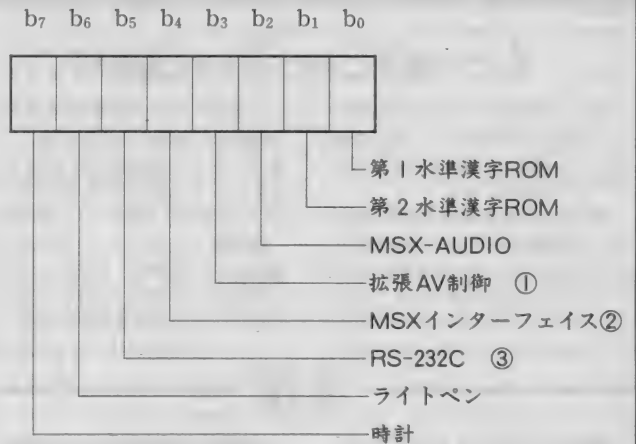 b₇ b₆ b₅ b₄ b₃ b₂ b₁ b₀
第1水準漢字ROM
第2水準漢字ROM
MSX-AUDIO
拡張AV制御 ①
MSXインターフェイス②
RS-232C ③
ライトペン
時計